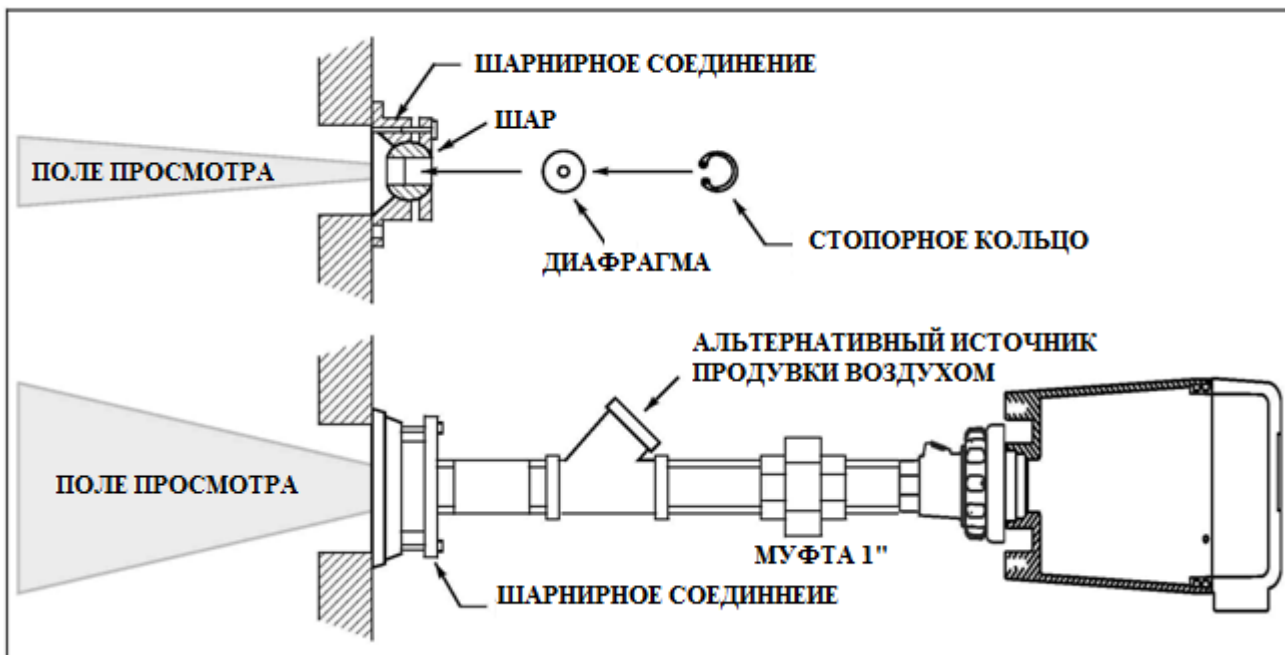 ШАРНИРНОЕ СОЕДИНЕНИЕ
ШАР
ПОЛЕ ПРОСМОТРА
СТОПОРНОЕ КОЛЬЦО
ДИАФРАГМА
АЛЬТЕРНАТИВНЫЙ ИСТОЧНИК
ПРОДУВКИ ВОЗДУХОМ
ПОЛЕ ПРОСМОТРА
МУФТА 1"
ШАРНИРНОЕ СОЕДИННЕИЕ